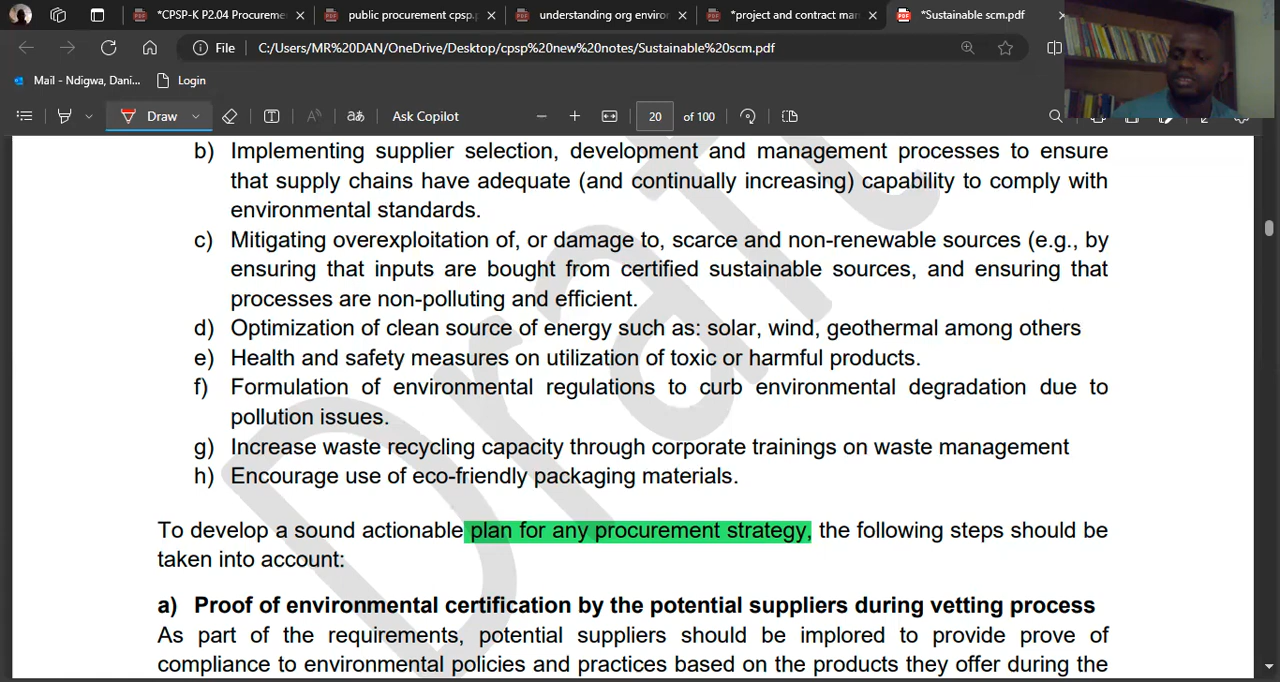 *CPSP-K P2.04 Procureme
public procurement cpsp.
understanding org enviro
*project and contract ma
*Sustainable scm.pdf
File
C:/Users/MR%20DAN/OneDrive/Desktop/cpsp%20new%20notes/Sustainable%20scm.pdf
Mail - Ndigwa, Dani...
Login
Draw
Ask Copilot
20 of 100
b) Implementing supplier selection, development and management processes to ensure
that supply chains have adequate (and continually increasing) capability to comply with
environmental standards.
c) Mitigating overexploitation of, or damage to, scarce and non-renewable sources (e.g., by
ensuring that inputs are bought from certified sustainable sources, and ensuring that
processes are non-polluting and efficient.
d) Optimization of clean source of energy such as: solar, wind, geothermal among others
e) Health and safety measures on utilization of toxic or harmful products.
f) Formulation of environmental regulations to curb environmental degradation due to
pollution issues.
g) Increase waste recycling capacity through corporate trainings on waste management
h) Encourage use of eco-friendly packaging materials.
To develop a sound actionable plan for any procurement strategy, the following steps should be
taken into account:
a) Proof of environmental certification by the potential suppliers during vetting process
As part of the requirements, potential suppliers should be implored to provide prove of
compliance to environmental policies and practices based on the products they offer during the
Draft